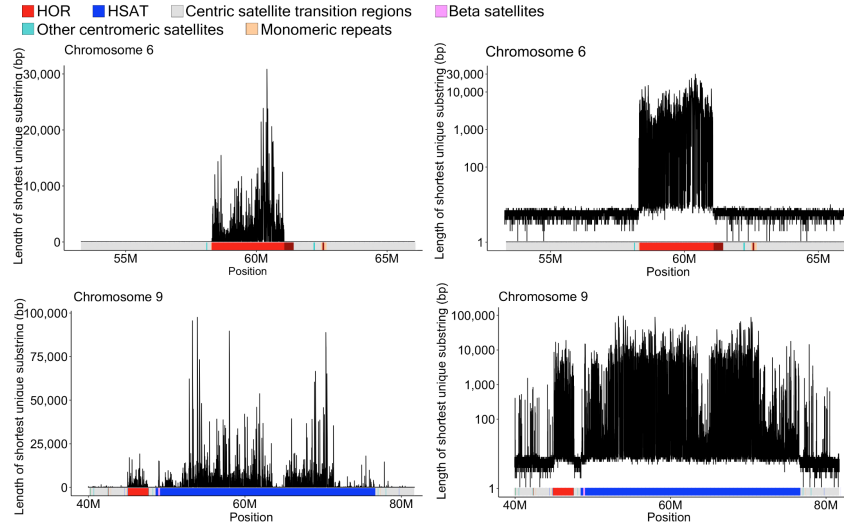 HOR HSAT Centric satellite transition regions Beta satellites
Other centromeric satellites Monomeric repeats
Chromosome 6
Length of shortest unique substring (bp)
30,000
20,000
10,000
0
55M 60M 65M
Position
Chromosome 6
Length of shortest unique substring (bp)
30,000
10,000
1,000
100
1
55M 60M 65M
Position
Chromosome 9
Length of shortest unique substring (bp)
100,000
75,000
50,000
25,000
0
40M 60M 80M
Position
Chromosome 9
Length of shortest unique substring (bp)
100,000
10,000
1,000
100
1
40M 60M 80M
Position